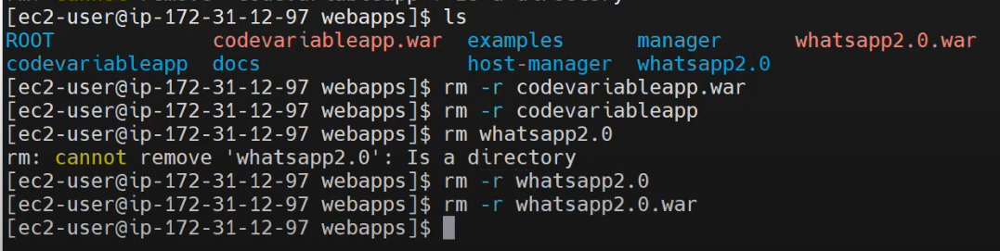 [ec2-user@ip-172-31-12-97 webapps]$ ls
ROOT codevariableapp.war examples manager whatsapp2.0.war
codevariableapp docs host-manager whatsapp2.0
[ec2-user@ip-172-31-12-97 webapps]$ rm -r codevariableapp.war
[ec2-user@ip-172-31-12-97 webapps]$ rm -r codevariableapp
[ec2-user@ip-172-31-12-97 webapps]$ rm whatsapp2.0
rm: cannot remove 'whatsapp2.0': Is a directory
[ec2-user@ip-172-31-12-97 webapps]$ rm -r whatsapp2.0
[ec2-user@ip-172-31-12-97 webapps]$ rm -r whatsapp2.0.war
[ec2-user@ip-172-31-12-97 webapps]$